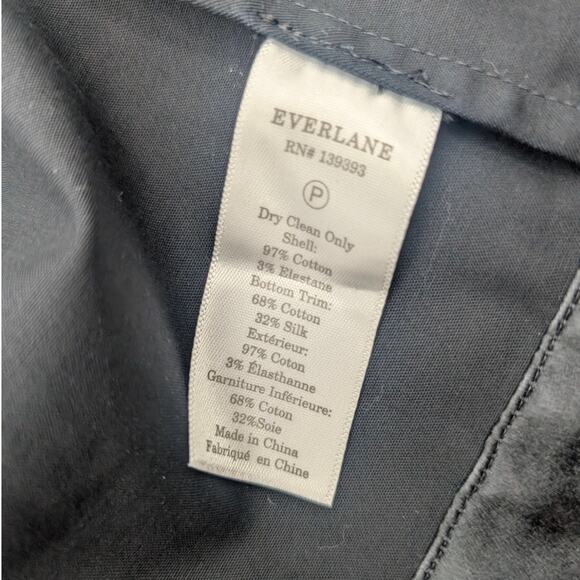 EVERLANE
RN# 139393
P
Dry Clean Only
Shell:
97% Cotton
3% Elastane
Bottom Trim:
68% Cotton
32% Silk
Extérieur:
97% Coton
3% Élasthanne
Garniture Inférieure:
68% Coton
32%Soie
Made in China
Fabriqué en Chine